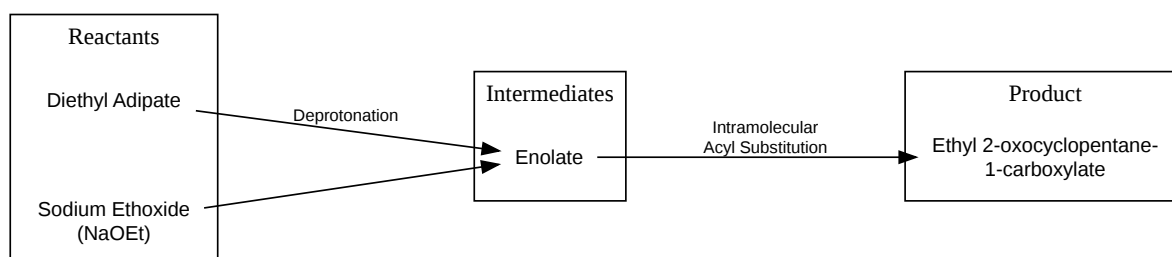 Reactants
Diethyl Adipate
Sodium Ethoxide
(NaOEt)
Deprotonation
Intermediates
Enolate
Intramolecular
Acyl Substitution
Product
Ethyl 2-oxocyclopentane-
1-carboxylate